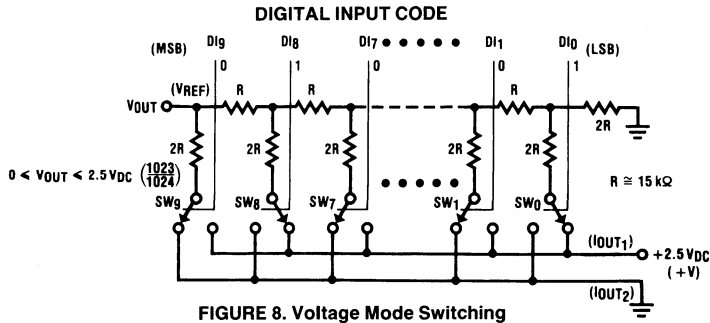 DIGITAL INPUT CODE
(MSB) DI9 DI8 DI7 DI1 DI0 (LSB)
0 1 0 0 1
(VREF) R R R
VOUT
2R 2R 2R 2R 2R 2R
0 < VOUT < 2.5 VDC (1023/1024)
R ≅ 15 kΩ
SW9 SW8 SW7 SW1 SW0
(IOUT1) +2.5 VDC
(+V)
(IOUT2)
FIGURE 8. Voltage Mode Switching